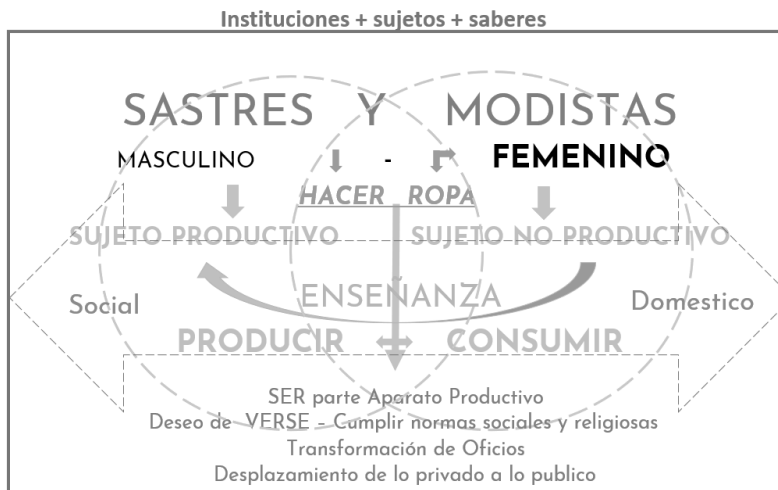 Instituciones + sujetos + saberes
SASTRES Y MODISTAS
MASCULINO - FEMENINO
HACER ROPA
SUJETO PRODUCTIVO SUJETO NO PRODUCTIVO
ENSEÑANZA
Social Domestico
PRODUCIR CONSUMIR
SER parte Aparato Productivo
Deseo de VERSE – Cumplir normas sociales y religiosas
Transformación de Oficios
Desplazamiento de lo privado a lo publico